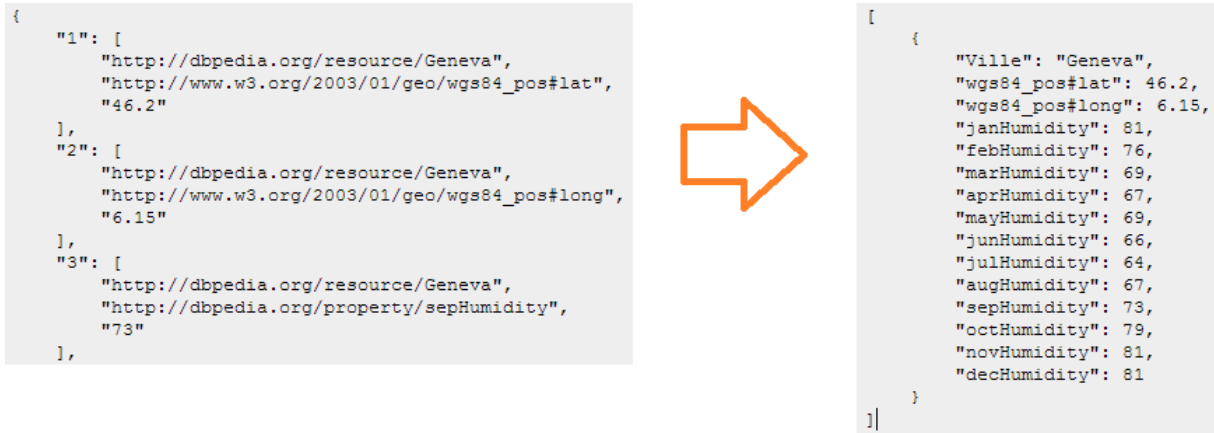 {
    "1": [
        "http://dbpedia.org/resource/Geneva",
        "http://www.w3.org/2003/01/geo/wgs84_pos#lat",
        "46.2"
    ],
    "2": [
        "http://dbpedia.org/resource/Geneva",
        "http://www.w3.org/2003/01/geo/wgs84_pos#long",
        "6.15"
    ],
    "3": [
        "http://dbpedia.org/resource/Geneva",
        "http://dbpedia.org/property/sepHumidity",
        "73"
    ],
[
    {
        "Ville": "Geneva",
        "wgs84_pos#lat": 46.2,
        "wgs84_pos#long": 6.15,
        "janHumidity": 81,
        "febHumidity": 76,
        "marHumidity": 69,
        "aprHumidity": 67,
        "mayHumidity": 69,
        "junHumidity": 66,
        "julHumidity": 64,
        "augHumidity": 67,
        "sepHumidity": 73,
        "octHumidity": 79,
        "novHumidity": 81,
        "decHumidity": 81
    }
]